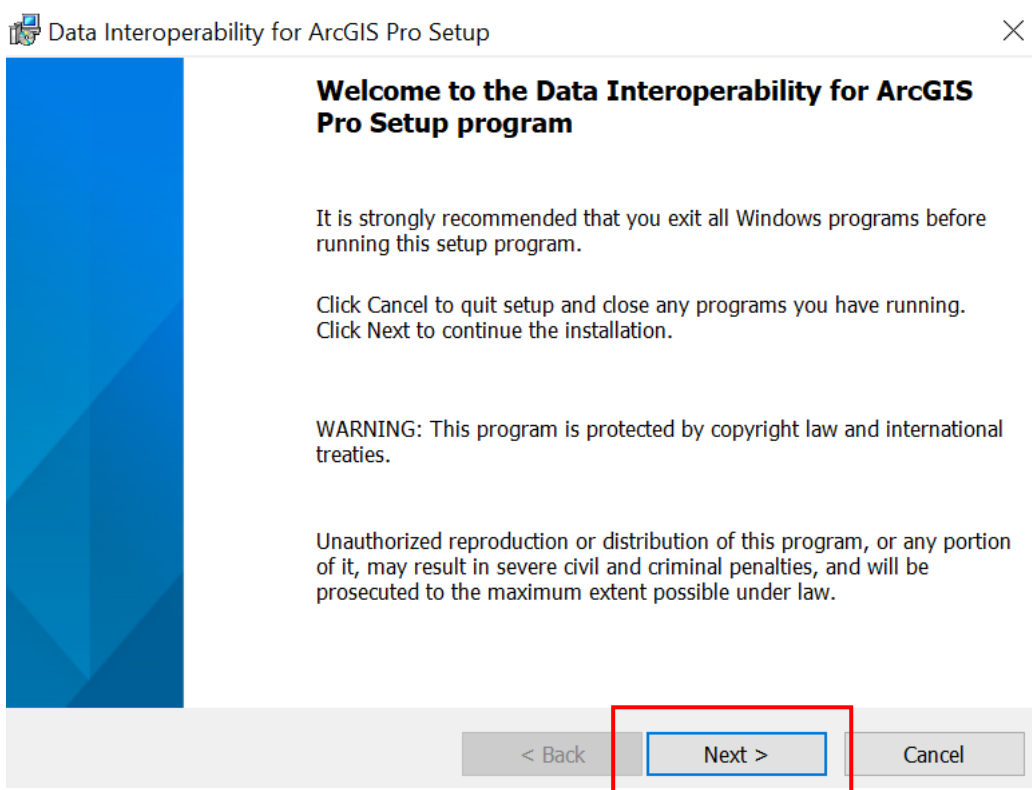 Data Interoperability for ArcGIS Pro Setup
Welcome to the Data Interoperability for ArcGIS
Pro Setup program
It is strongly recommended that you exit all Windows programs before
running this setup program.
Click Cancel to quit setup and close any programs you have running.
Click Next to continue the installation.
WARNING: This program is protected by copyright law and international
treaties.
Unauthorized reproduction or distribution of this program, or any portion
of it, may result in severe civil and criminal penalties, and will be
prosecuted to the maximum extent possible under law.
< Back Next > Cancel